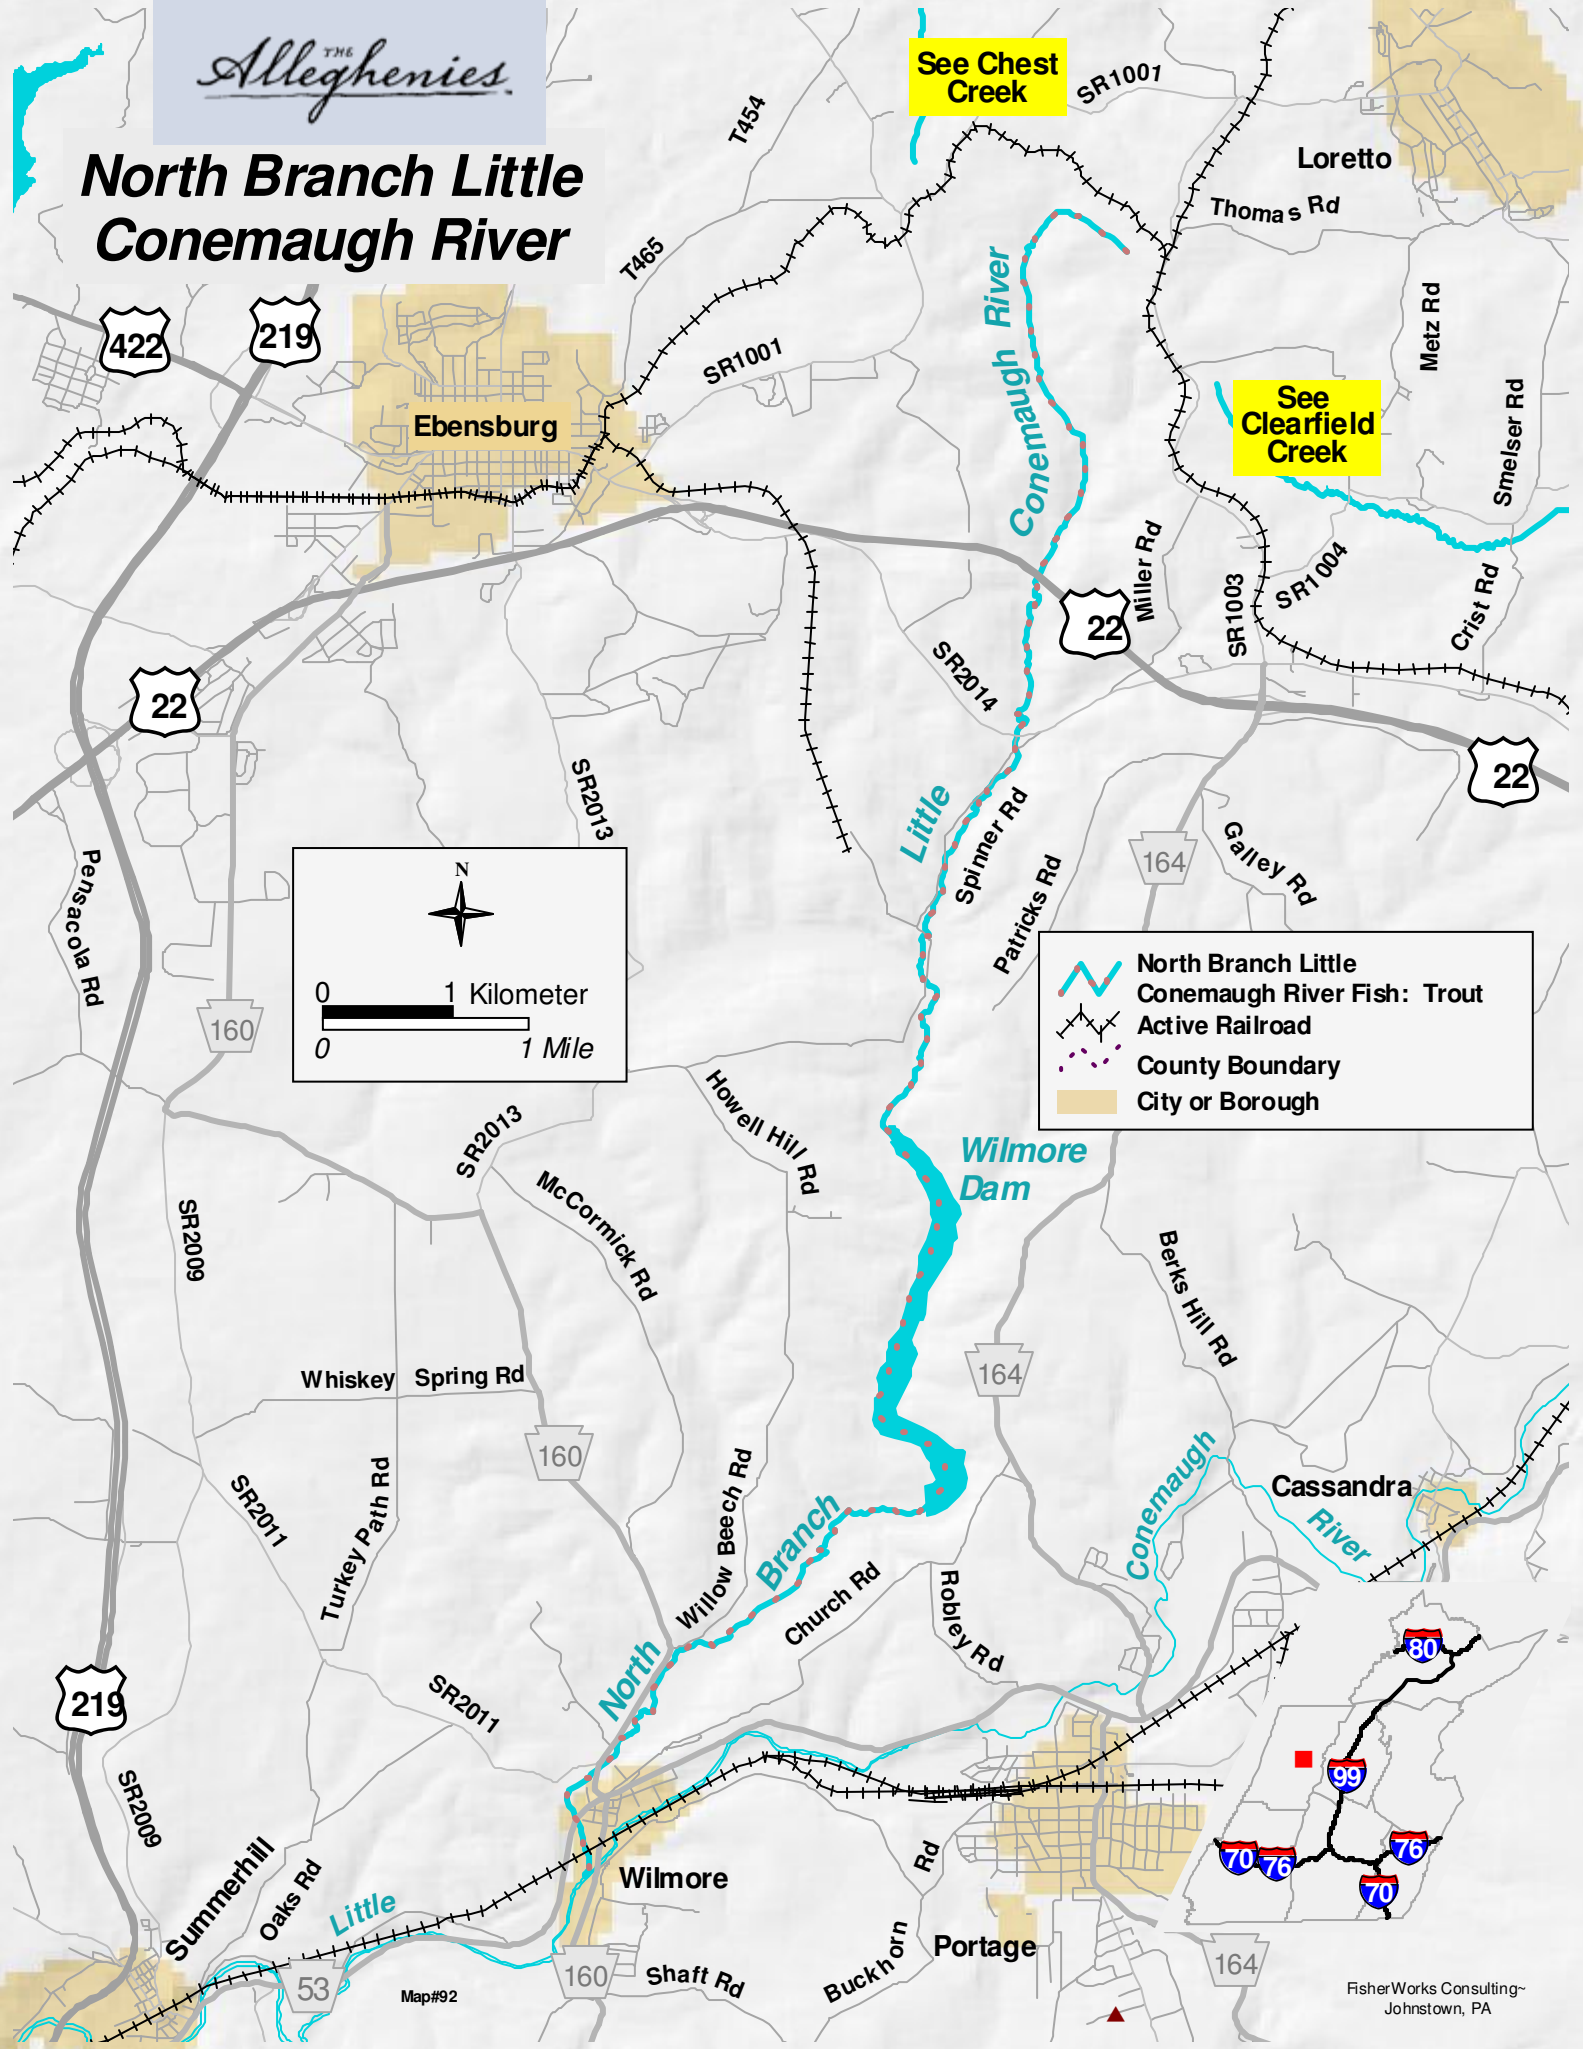 THE
Alleghenies
North Branch Little
Conemaugh River
See Chest
Creek
SR1001
T454
Loretto
Thomas Rd
T465
River
Conemaugh
Metz Rd
422
219
SR1001
Ebensburg
See
Clearfield
Creek
Smelser Rd
Miller Rd
SR1004
SR1003
Crist Rd
22
SR2014
22
22
SR2013
Little
Spinner Rd
Patricks Rd
164
Galley Rd
Pensacola Rd
N
0 1 Kilometer
0 1 Mile
160
North Branch Little
Conemaugh River Fish: Trout
Active Railroad
County Boundary
City or Borough
Howell Hill Rd
SR2013
McCormick Rd
Wilmore
Dam
SR2009
Berks Hill Rd
Whiskey Spring Rd
164
160
Conemaugh
River
Cassandra
SR2011
Turkey Path Rd
Willow Beech Rd
Branch
Church Rd
Robley Rd
North
SR2011
219
SR2009
80
99
70
76
76
70
Summerhill
Oaks Rd
Little
Wilmore
Buckhorn Rd
Portage
53
Map#92
160
Shaft Rd
164
FisherWorks Consulting~
Johnstown, PA